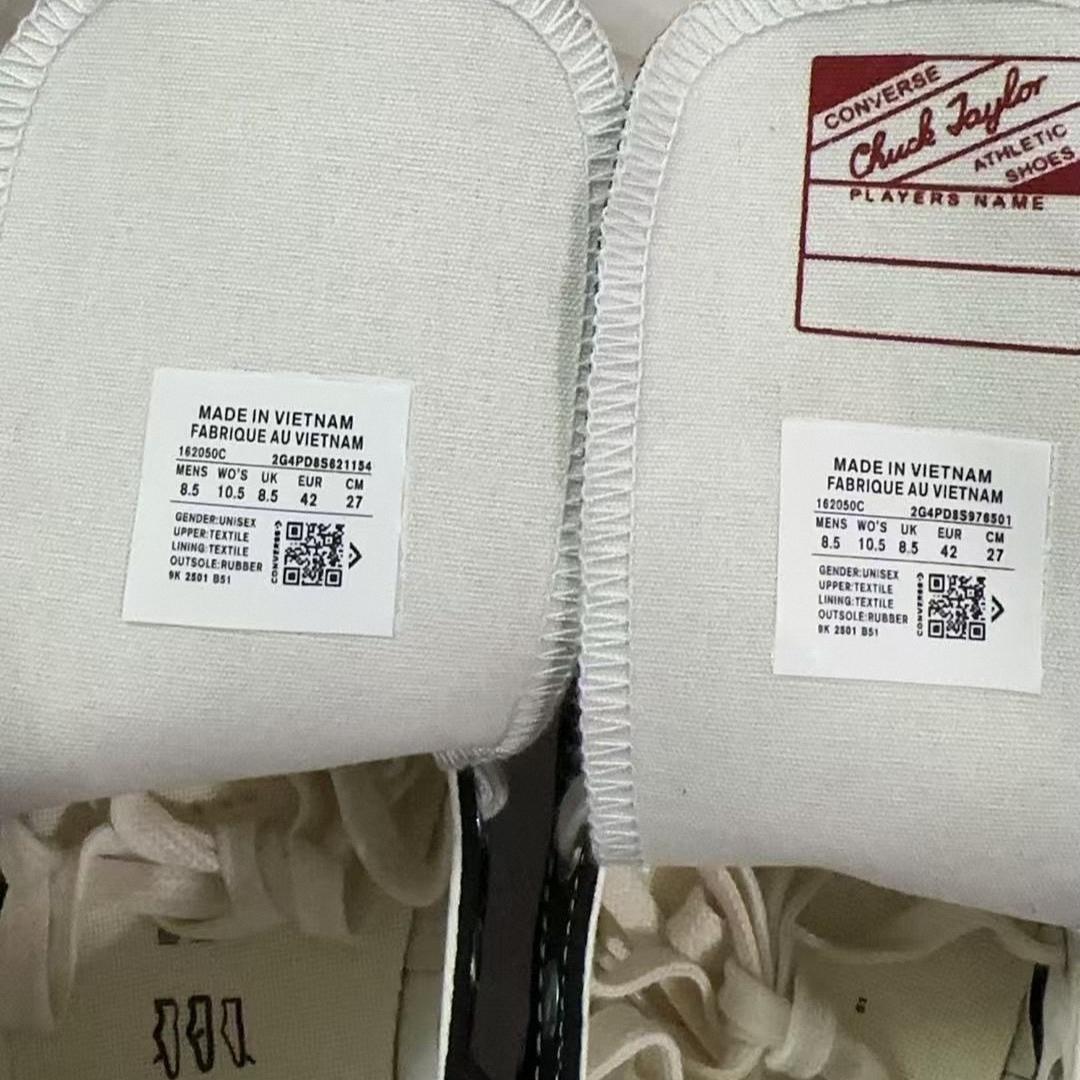 MADE IN VIETNAM
FABRIQUE AU VIETNAM
162050C 2G4PD8S621154
MENS WO'S UK EUR CM
8.5 10.5 8.5 42 27
GENDER:UNISEX
UPPER:TEXTILE
LINING:TEXTILE
OUTSOLE:RUBBER
9K 2501 B51
CONVERSE
CONVERSE
Chuck Taylor
ATHLETIC
SHOES
PLAYERS NAME
MADE IN VIETNAM
FABRIQUE AU VIETNAM
162050C 2G4PD8S976501
MENS WO'S UK EUR CM
8.5 10.5 8.5 42 27
GENDER:UNISEX
UPPER:TEXTILE
LINING:TEXTILE
OUTSOLE:RUBBER
9K 2501 B51
CONVERSE